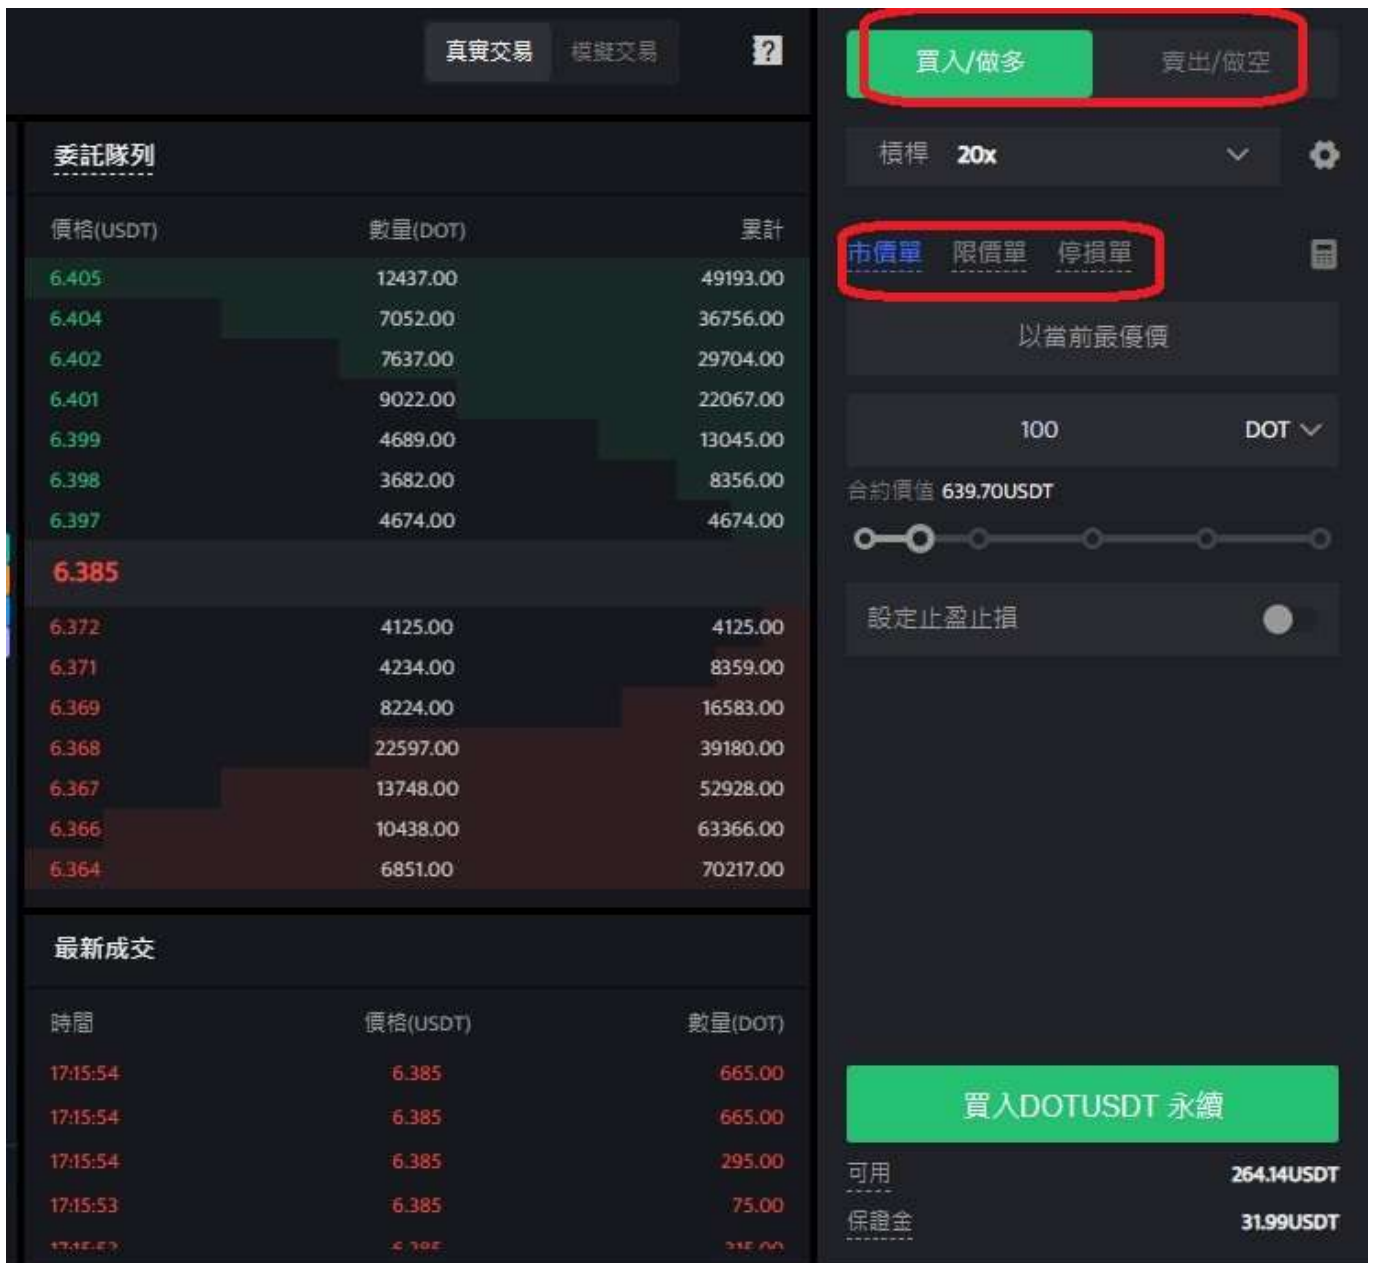 真實交易 模擬交易 ?
委託隊列
價格(USDT) 數量(DOT) 累計
6.405 12437.00 49193.00
6.404 7052.00 36756.00
6.402 7637.00 29704.00
6.401 9022.00 22067.00
6.399 4689.00 13045.00
6.398 3682.00 8356.00
6.397 4674.00 4674.00
6.385
6.372 4125.00 4125.00
6.371 4234.00 8359.00
6.369 8224.00 16583.00
6.368 22597.00 39180.00
6.367 13748.00 52928.00
6.366 10438.00 63366.00
6.364 6851.00 70217.00
最新成交
時間 價格(USDT) 數量(DOT)
17:15:54 6.385 665.00
17:15:54 6.385 665.00
17:15:54 6.385 295.00
17:15:53 6.385 75.00
買入/做多 賣出/做空
槓桿 20x
市價單 限價單 停損單
以當前最優價
100 DOT
合約價值 639.70USDT
設定止盈止損
買入DOTUSDT 永續
可用 264.14USDT
保證金 31.99USDT